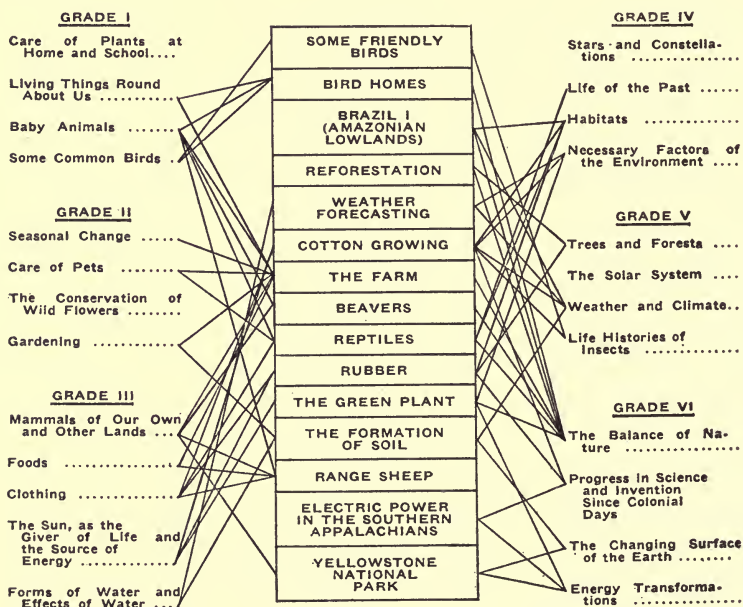 GRADE I
Care of Plants at
Home and School....
Living Things Round
About Us ..........
Baby Animals ......
Some Common Birds ..
GRADE II
Seasonal Change .....
Care of Pets ......
The Conservation of
Wild Flowers .......
Gardening ..........
GRADE III
Mammals of Our Own
and Other Lands ...
Foods ...............
Clothing ............
The Sun, as the
Giver of Life and
the Source of
Energy ............
Forms of Water and
Effects of Water ...
SOME FRIENDLY
BIRDS
BIRD HOMES
BRAZIL I
(AMAZONIAN
LOWLANDS)
REFORESTATION
WEATHER
FORECASTING
COTTON GROWING
THE FARM
BEAVERS
REPTILES
RUBBER
THE GREEN PLANT
THE FORMATION
OF SOIL
RANGE SHEEP
ELECTRIC POWER
IN THE SOUTHERN
APPALACHIANS
YELLOWSTONE
NATIONAL
PARK
GRADE IV
Stars and Constella-
tions ..............
Life of the Past .....
Habitats ............
Necessary Factors of
the Environment ....
GRADE V
Trees and Forests ....
The Solar System ....
Weather and Climate..
Life Histories of
Insects .............
GRADE VI
The Balance of Na-
ture ................
Progress in Science
and Invention
Since Colonial
Days
The Changing Surface
of the Earth ........
Energy Transforma-
tions ...............